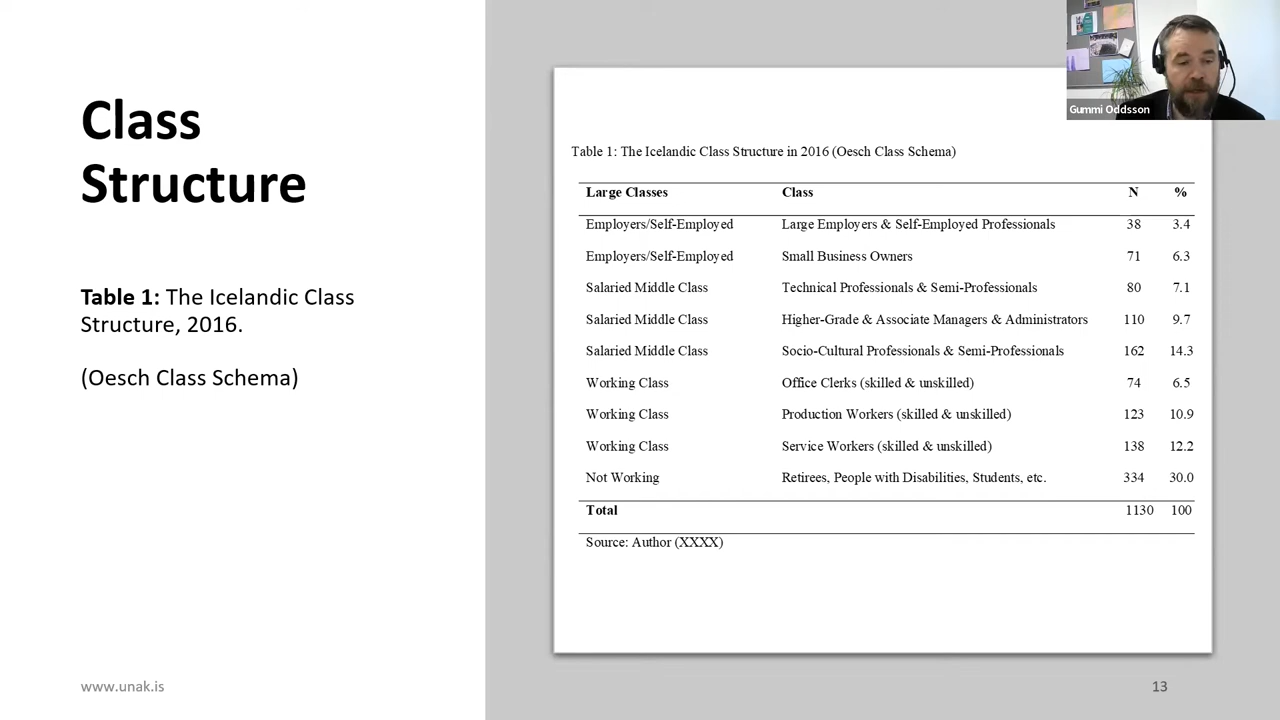 Class
Structure
Table 1: The Icelandic Class
Structure, 2016.
(Oesch Class Schema)
www.unak.is
Gummi Oddsson
Table 1: The Icelandic Class Structure in 2016 (Oesch Class Schema)
Large Classes Class N %
Employers/Self-Employed Large Employers & Self-Employed Professionals 38 3.4
Employers/Self-Employed Small Business Owners 71 6.3
Salaried Middle Class Technical Professionals & Semi-Professionals 80 7.1
Salaried Middle Class Higher-Grade & Associate Managers & Administrators 110 9.7
Salaried Middle Class Socio-Cultural Professionals & Semi-Professionals 162 14.3
Working Class Office Clerks (skilled & unskilled) 74 6.5
Working Class Production Workers (skilled & unskilled) 123 10.9
Working Class Service Workers (skilled & unskilled) 138 12.2
Not Working Retirees, People with Disabilities, Students, etc. 334 30.0
Total 1130 100
Source: Author (XXXX)
13